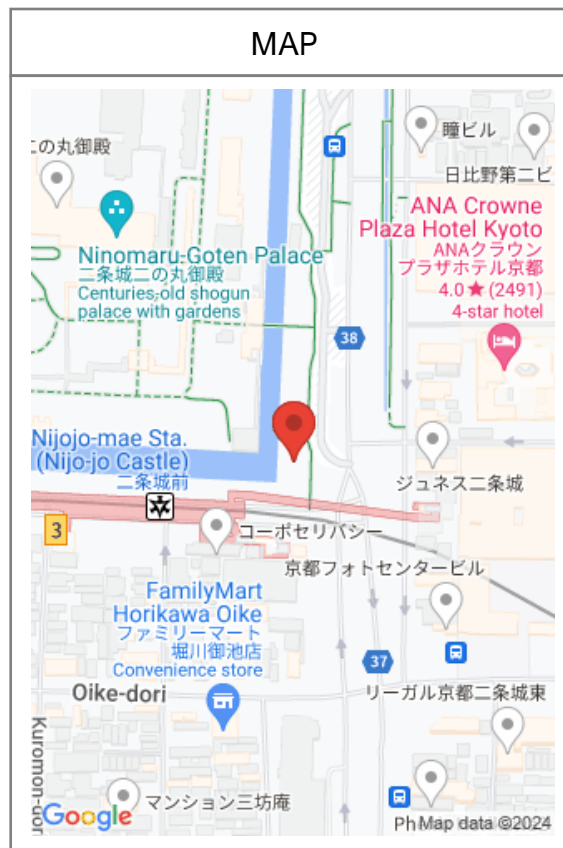 MAP
瞳ビル
二の丸御殿
日比野第二ビ
ANA Crowne
Plaza Hotel Kyoto
ANAクラウン
プラザホテル京都
4.0★(2491)
4-star hotel
Ninomaru-Goten Palace
二条城二の丸御殿
Centuries-old shogun
palace with gardens
38
Nijojo-mae Sta.
(Nijo-jo Castle)
二条城前
ジュネス二条城
3
コーポセリバシー
京都フォトセンタービル
FamilyMart
Horikawa Oike
ファミリーマート
堀川御池店
Convenience store
37
Oike-dori
リーガル京都二条城東
Kuromon-dor
マンション三坊庵
Google
Ph
Map data ©2024